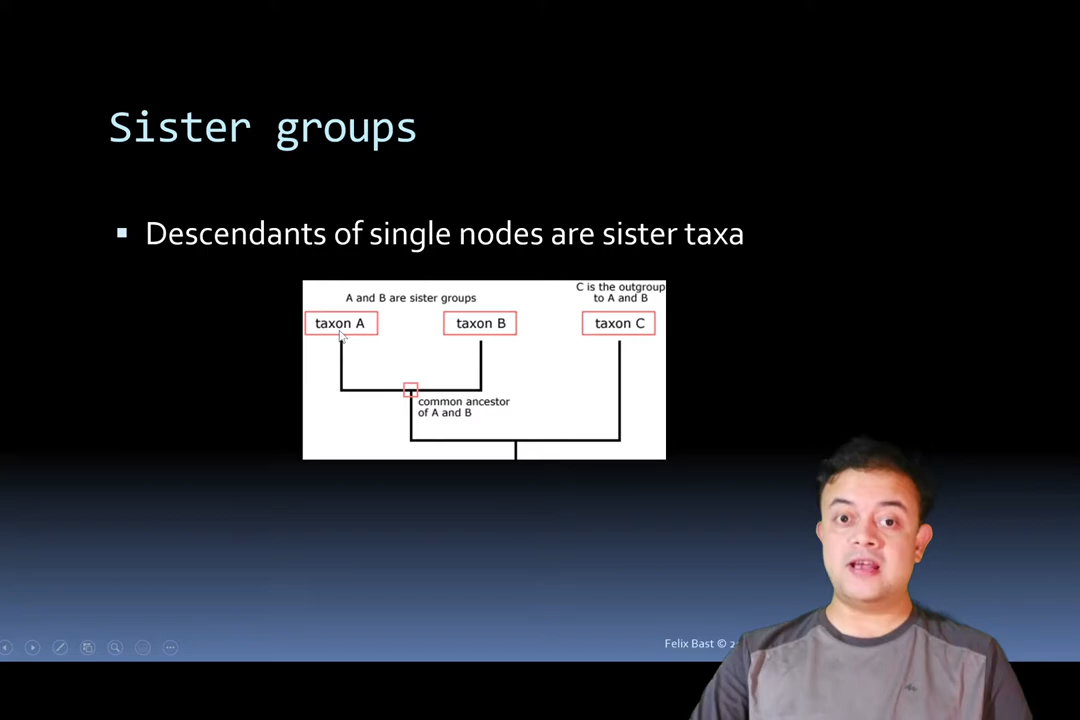 Sister groups
Descendants of single nodes are sister taxa
A and B are sister groups
C is the outgroup
to A and B
taxon A
taxon B
taxon C
common ancestor
of A and B
Felix Bast ©